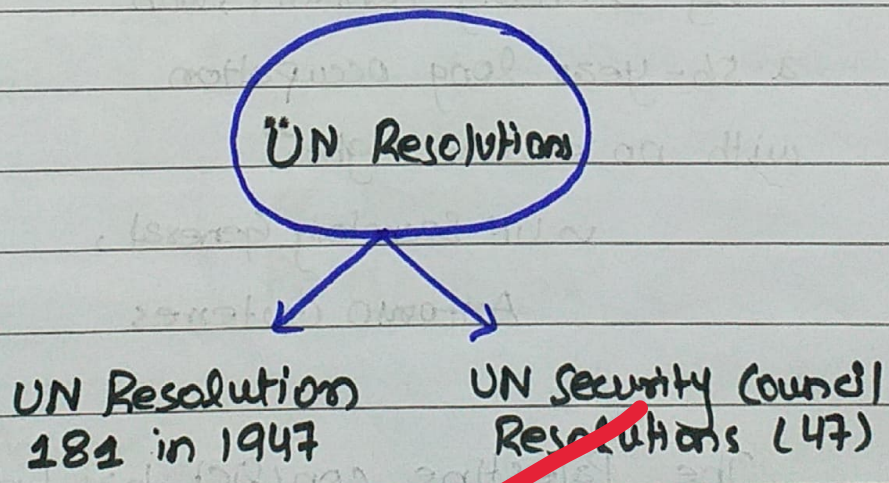 UN Resolutions
UN Resolution
181 in 1947
UN Security Council
Resolutions (47)